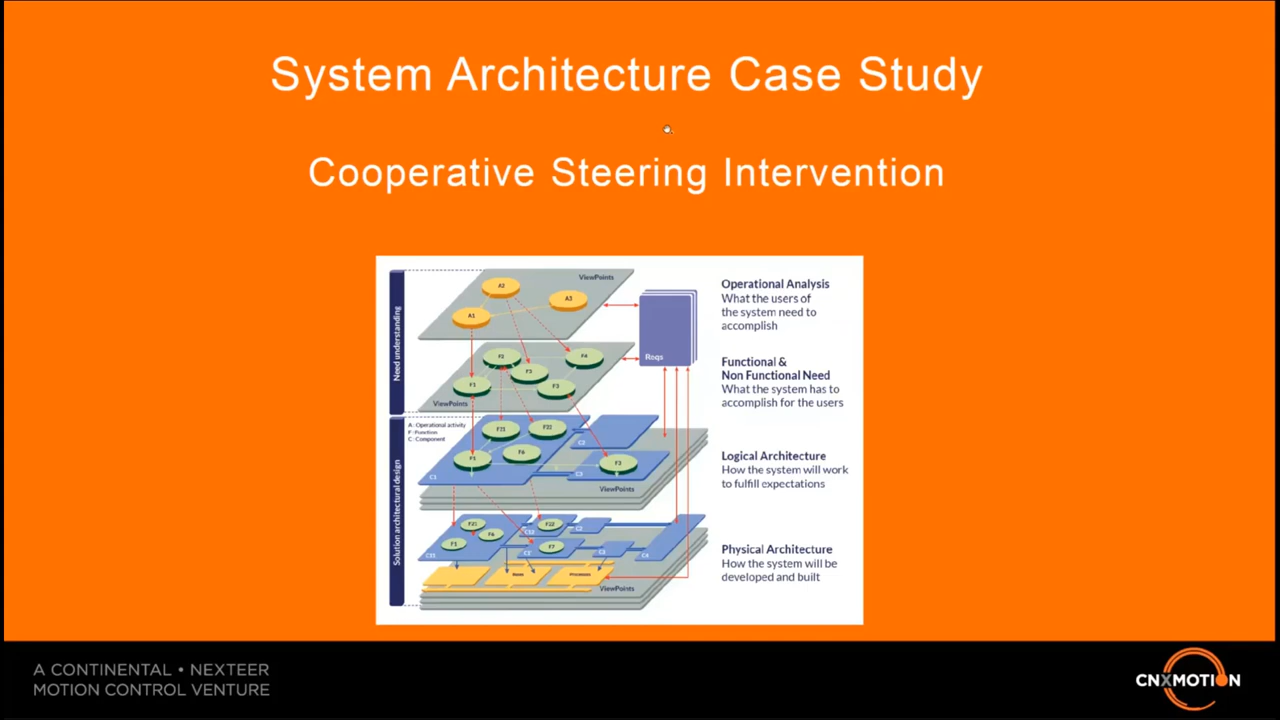 System Architecture Case Study
Cooperative Steering Intervention
Need understanding
Solution architectural design
ViewPoints
A2
A3
A1
Reqs
F2
F4
F3
F1
ViewPoints
A : Operational activity
F : Function
C : Component
F21
F22
C2
F6
F1
F3
C1
C3
ViewPoints
F21
F22
C2
F6
F1
F7
C3
C4
Processes
ViewPoints
Operational Analysis
What the users of
the system need to
accomplish
Functional &
Non Functional Need
What the system has to
accomplish for the users
Logical Architecture
How the system will work
to fulfill expectations
Physical Architecture
How the system will be
developed and built
A CONTINENTAL • NEXTEER
MOTION CONTROL VENTURE
CNXMOTION